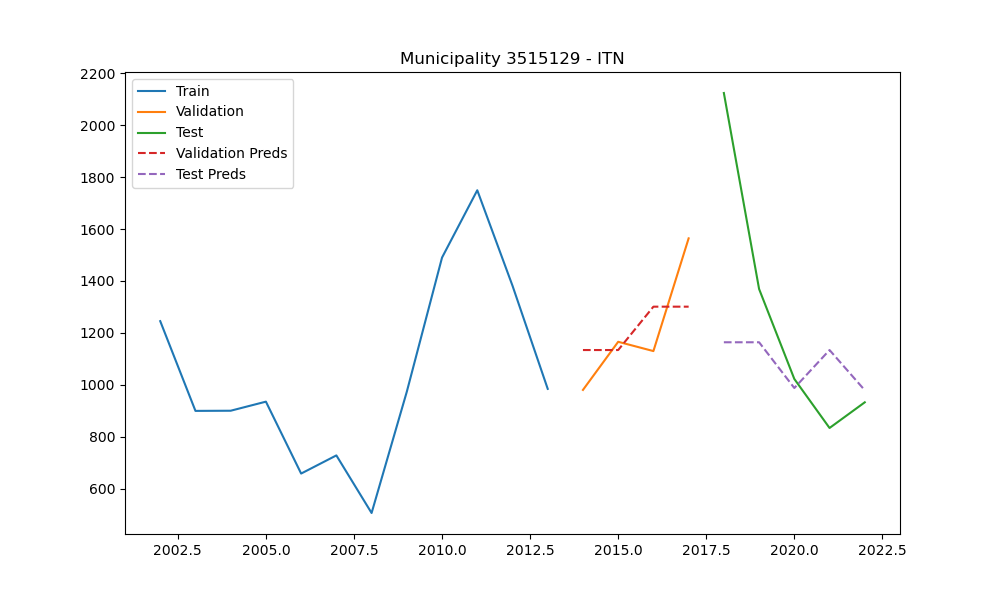 Municipality 3515129 - ITN
2200
2000
1800
1600
1400
1200
1000
800
600
Train
Validation
Test
Validation Preds
Test Preds
2002.5 2005.0 2007.5 2010.0 2012.5 2015.0 2017.5 2020.0 2022.5